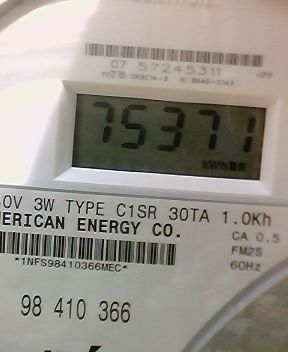 07 57245311
75371
kWh
OV 3W TYPE C1SR 30TA 1.0Kh
MERICAN ENERGY CO.
CA 0.5
FM2S
60Hz
*1NFS98410366MEC*
98 410 366